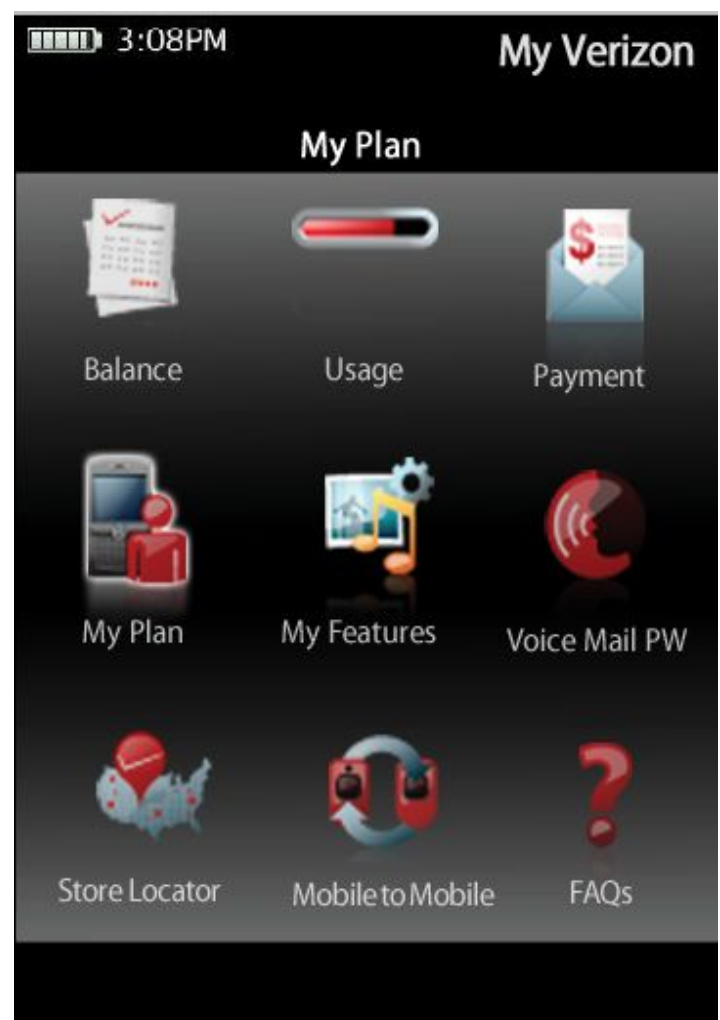 3:08PM
My Verizon
My Plan
Balance
Usage
Payment
My Plan
My Features
Voice Mail PW
Store Locator
Mobile to Mobile
FAQs